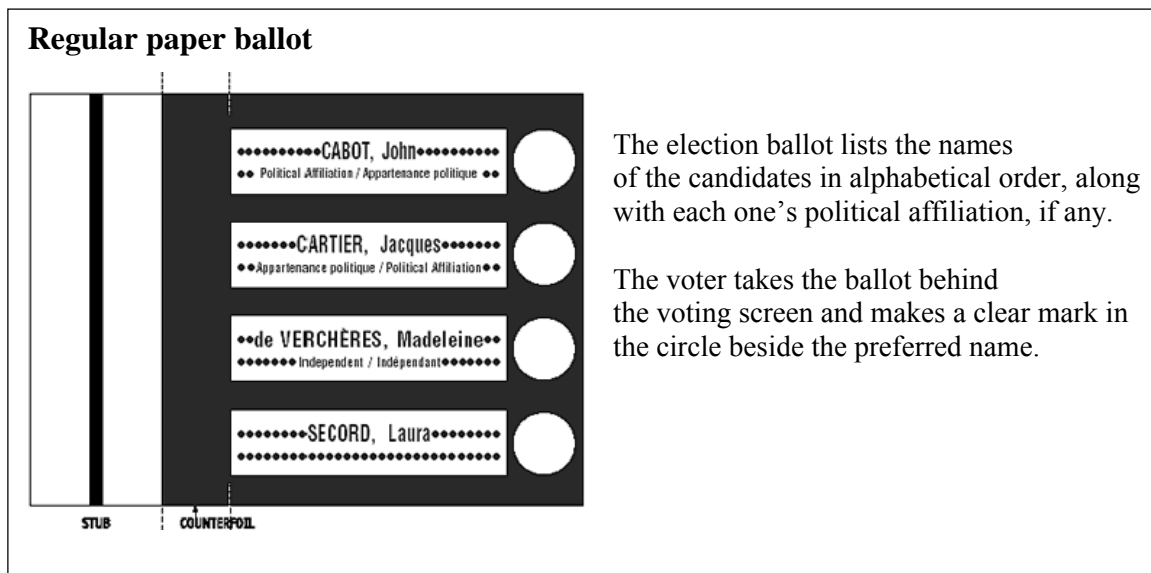 Regular paper ballot
CABOT, John
Political Affiliation / Appartenance politique
CARTIER, Jacques
Appartenance politique / Political Affiliation
de VERCHÈRES, Madeleine
Independent / Indépendant
SECORD, Laura
STUB
COUNTERFOIL
The election ballot lists the names
of the candidates in alphabetical order, along
with each one's political affiliation, if any.
The voter takes the ballot behind
the voting screen and makes a clear mark in
the circle beside the preferred name.